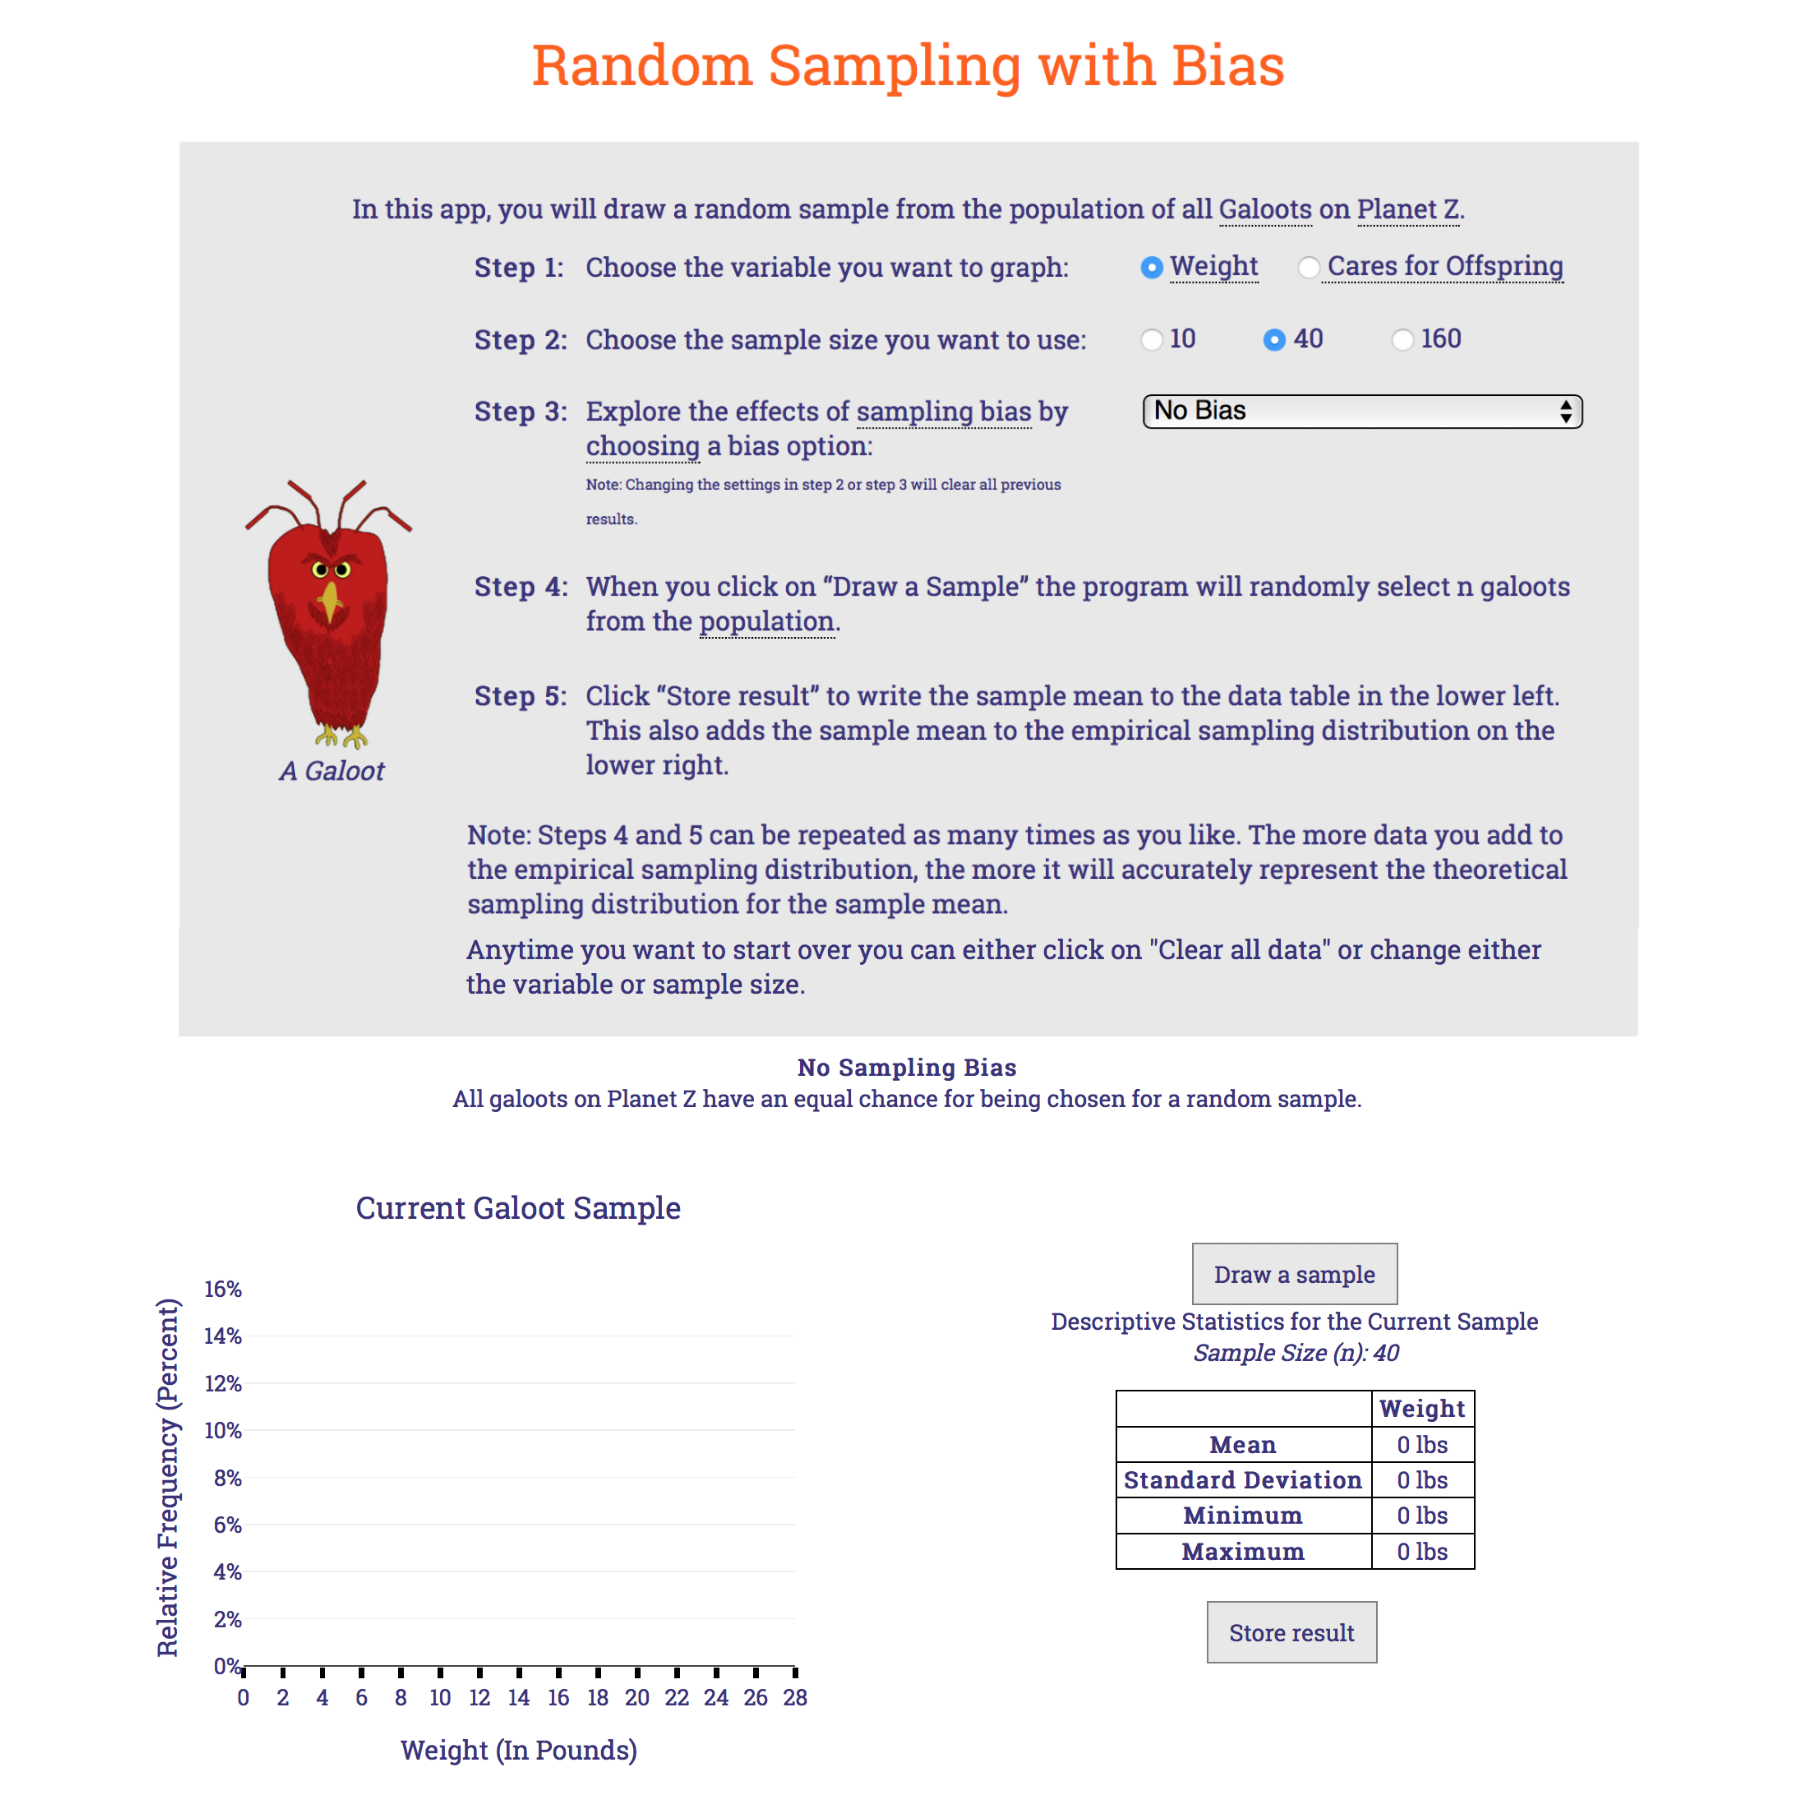 Random Sampling with Bias
In this app, you will draw a random sample from the population of all Galoots on Planet Z.
Step 1: Choose the variable you want to graph: Weight Cares for Offspring
Step 2: Choose the sample size you want to use: 10 40 160
Step 3: Explore the effects of sampling bias by No Bias
choosing a bias option:
Note: Changing the settings in step 2 or step 3 will clear all previous
results.
Step 4: When you click on “Draw a Sample” the program will randomly select n galoots
from the population.
Step 5: Click “Store result” to write the sample mean to the data table in the lower left.
This also adds the sample mean to the empirical sampling distribution on the
lower right.
A Galoot
Note: Steps 4 and 5 can be repeated as many times as you like. The more data you add to
the empirical sampling distribution, the more it will accurately represent the theoretical
sampling distribution for the sample mean.
Anytime you want to start over you can either click on "Clear all data" or change either
the variable or sample size.
No Sampling Bias
All galoots on Planet Z have an equal chance for being chosen for a random sample.
Current Galoot Sample
Relative Frequency (Percent)
16%
14%
12%
10%
8%
6%
4%
2%
0%
0 2 4 6 8 10 12 14 16 18 20 22 24 26 28
Weight (In Pounds)
Draw a sample
Descriptive Statistics for the Current Sample
Sample Size (n): 40
Weight
Mean 0 lbs
Standard Deviation 0 lbs
Minimum 0 lbs
Maximum 0 lbs
Store result